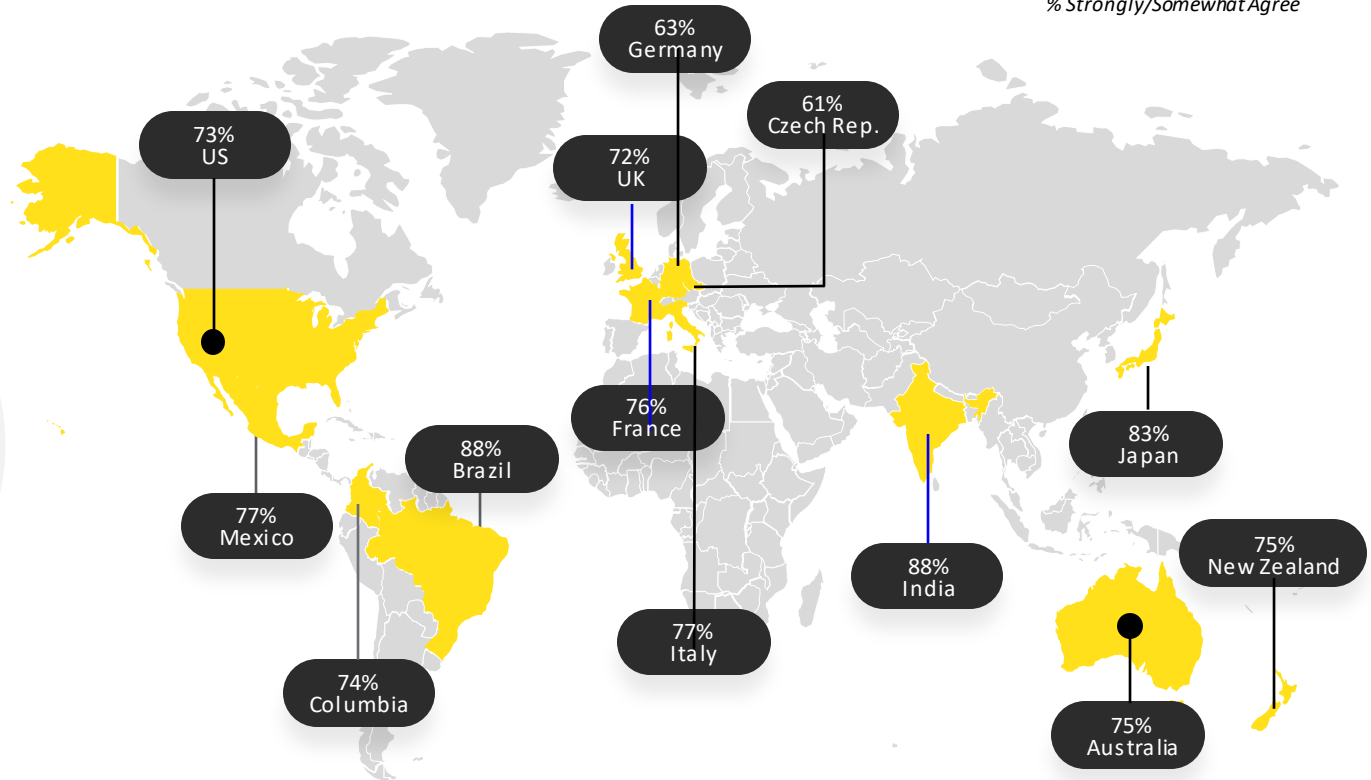 % Strongly/Somewhat Agree
63%
Germany
61%
Czech Rep.
73%
US
72%
UK
76%
France
88%
Brazil
83%
Japan
77%
Mexico
75%
New Zealand
88%
India
77%
Italy
74%
Columbia
75%
Australia